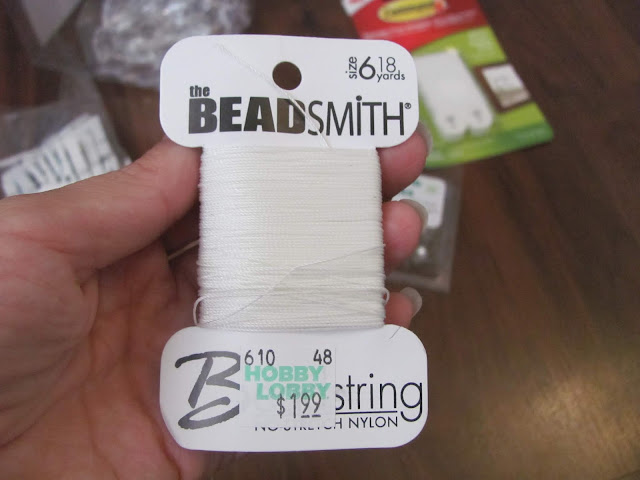 size 6 18 yards
the
BEADSMITH®
610 48
HOBBY
LOBBY
$1.99
string
NO-STRETCH NYLON